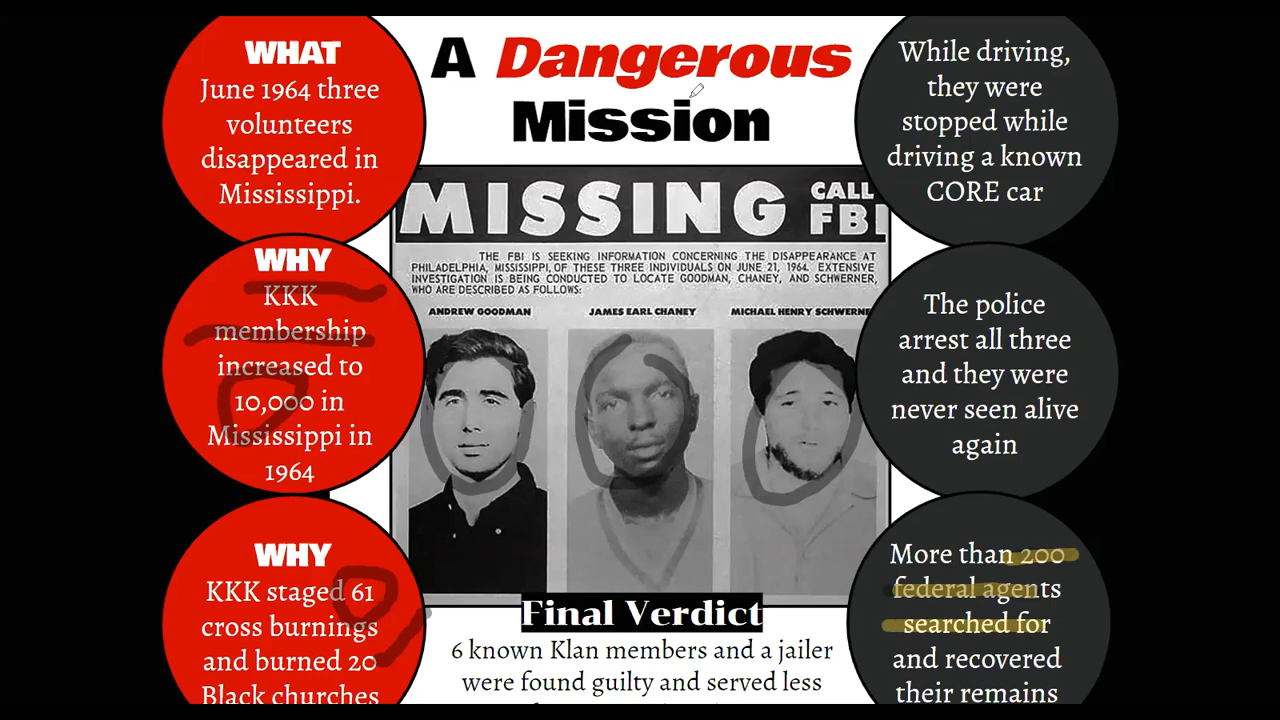 A Dangerous
Mission
WHAT
June 1964 three
volunteers
disappeared in
Mississippi.
WHY
KKK
membership
increased to
10,000 in
Mississippi in
1964
WHY
KKK staged 61
cross burnings
and burned 20
Black churches
MISSING
CALL
FBI
THE FBI IS SEEKING INFORMATION CONCERNING THE DISAPPEARANCE AT
PHILADELPHIA, MISSISSIPPI, OF THESE THREE INDIVIDUALS ON JUNE 21, 1964. EXTENSIVE
INVESTIGATION IS BEING CONDUCTED TO LOCATE GOODMAN, CHANEY, AND SCHWERNER,
WHO ARE DESCRIBED AS FOLLOWS:
ANDREW GOODMAN
JAMES EARL CHANEY
MICHAEL HENRY SCHWERNE
Final Verdict
6 known Klan members and a jailer
were found guilty and served less
While driving,
they were
stopped while
driving a known
CORE car
The police
arrest all three
and they were
never seen alive
again
More than 200
federal agents
searched for
and recovered
their remains